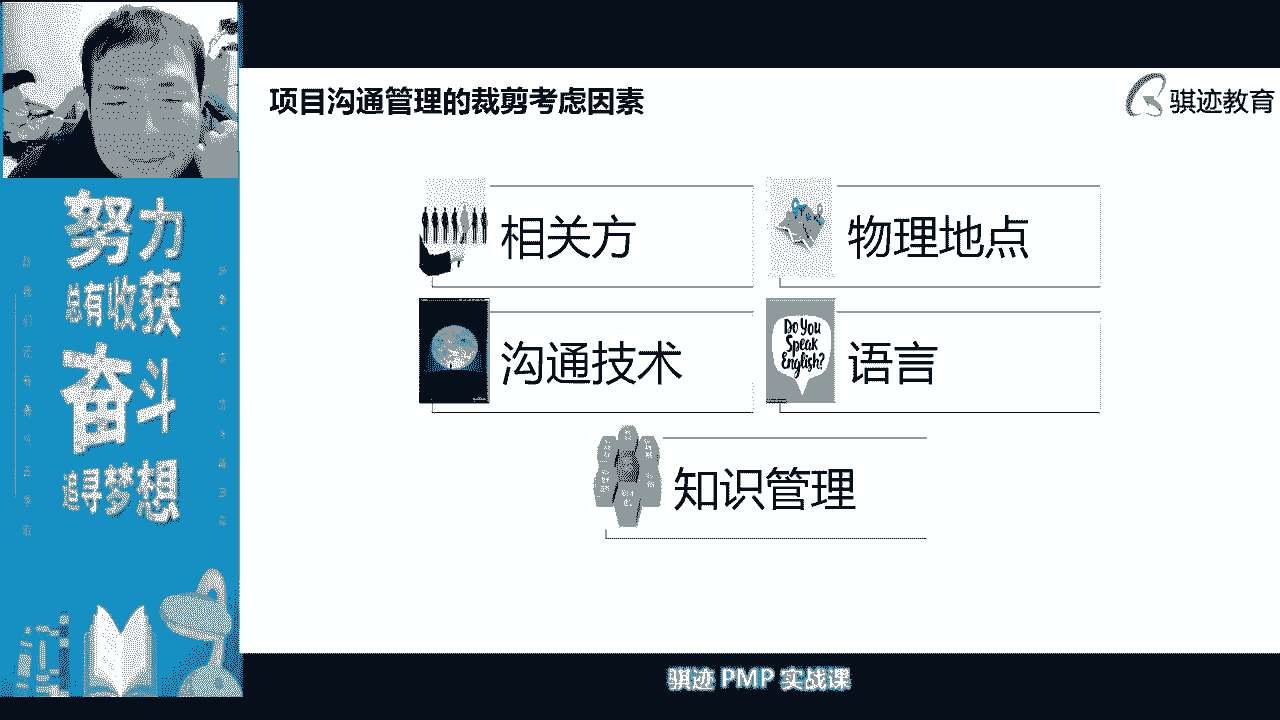 项目沟通管理的裁剪考虑因素
骐迹教育
相关方
物理地点
沟通技术
Do You
Speak
English?
语言
知识管理
努力
总有收获
奋斗
追寻梦想
骐迹 PMP 实战课